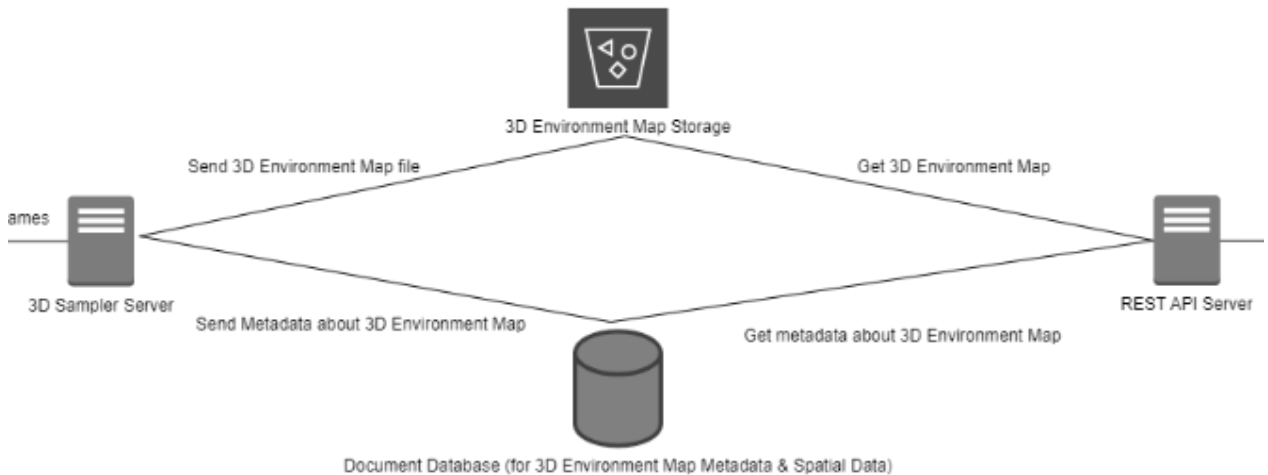 3D Environment Map Storage
Send 3D Environment Map file
Get 3D Environment Map
ames
3D Sampler Server
REST API Server
Send Metadata about 3D Environment Map
Get metadata about 3D Environment Map
Document Database (for 3D Environment Map Metadata & Spatial Data)